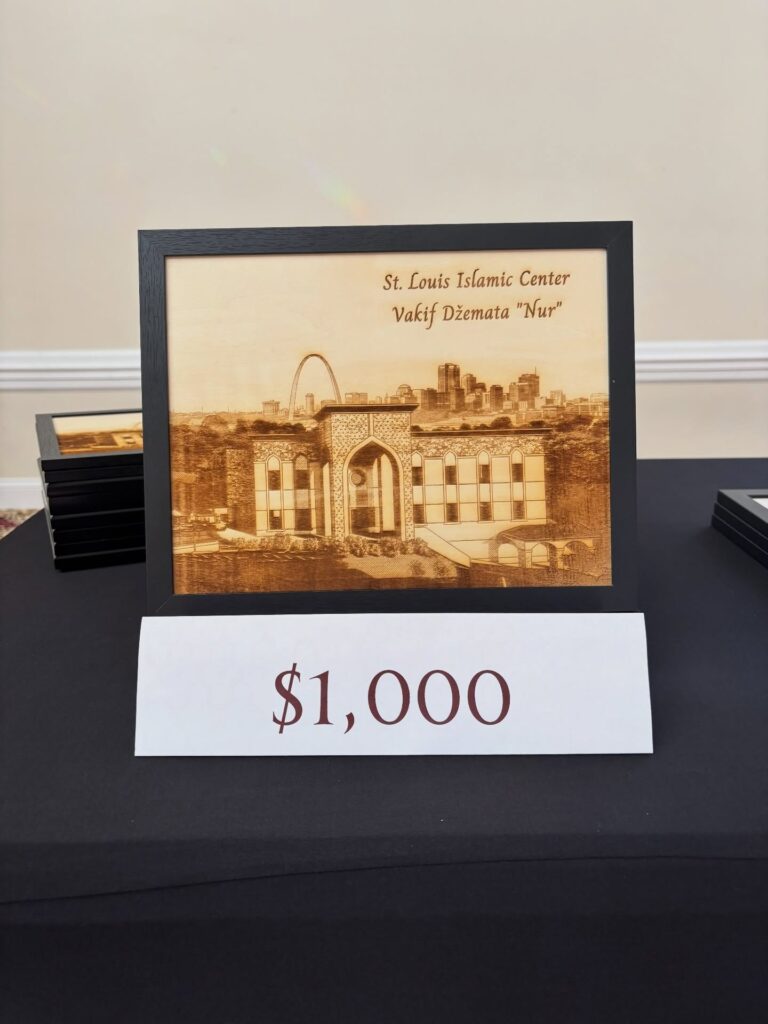 St. Louis Islamic Center
Vakif Džemata "Nur"
$1,000